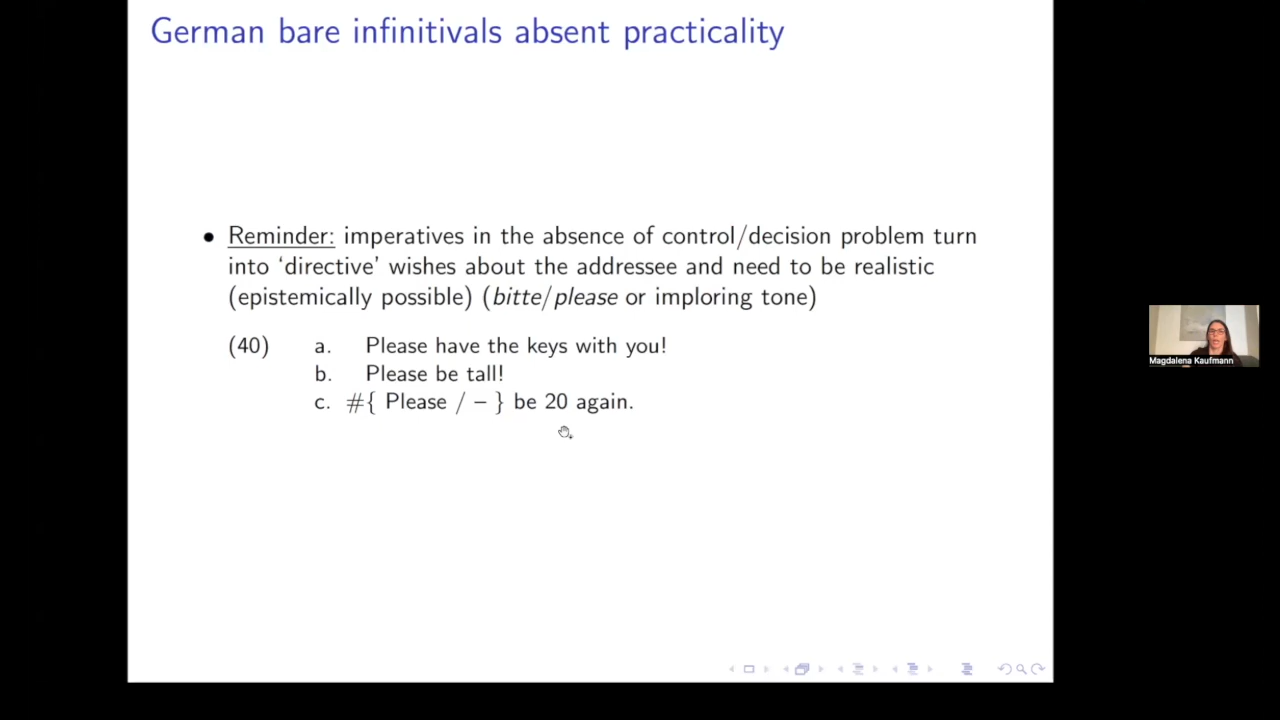 German bare infinitivals absent practicality
• Reminder: imperatives in the absence of control/decision problem turn
into ‘directive’ wishes about the addressee and need to be realistic
(epistemically possible) (bitte/please or imploring tone)
(40) a. Please have the keys with you!
b. Please be tall!
c. #{ Please / – } be 20 again.
Magdalena Kaufmann